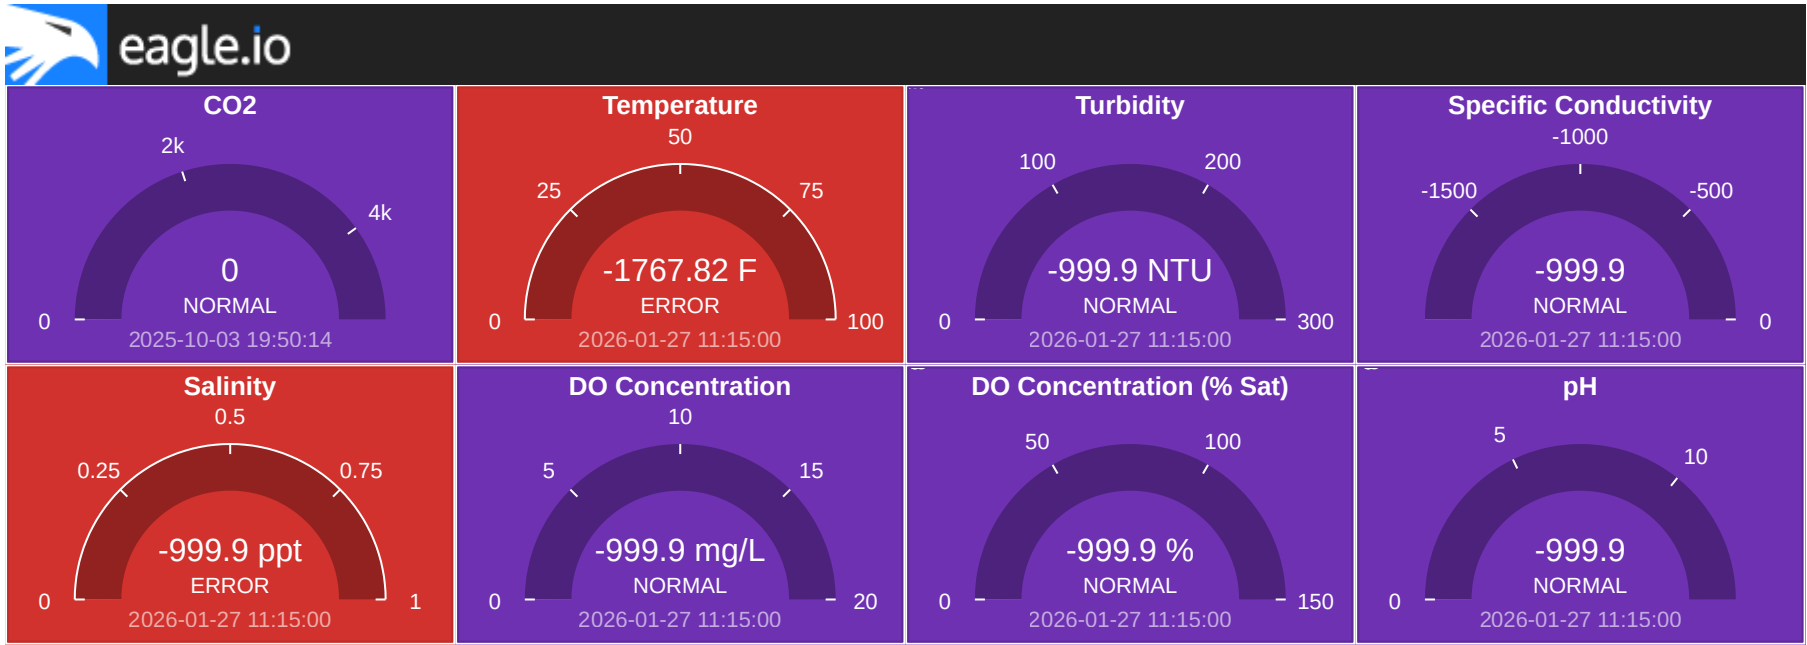 eagle.io
CO2
2k
4k
0
NORMAL
0
2025-10-03 19:50:14
Temperature
50
25
75
-1767.82 F
ERROR
0
100
2026-01-27 11:15:00
Turbidity
100
200
-999.9 NTU
NORMAL
0
300
2026-01-27 11:15:00
Specific Conductivity
-1000
-1500
-500
-999.9
NORMAL
0
2026-01-27 11:15:00
Salinity
0.5
0.25
0.75
-999.9 ppt
ERROR
0
1
2026-01-27 11:15:00
DO Concentration
10
5
15
-999.9 mg/L
NORMAL
0
20
2026-01-27 11:15:00
DO Concentration (% Sat)
50
100
-999.9 %
NORMAL
0
150
2026-01-27 11:15:00
pH
5
10
-999.9
NORMAL
0
2026-01-27 11:15:00